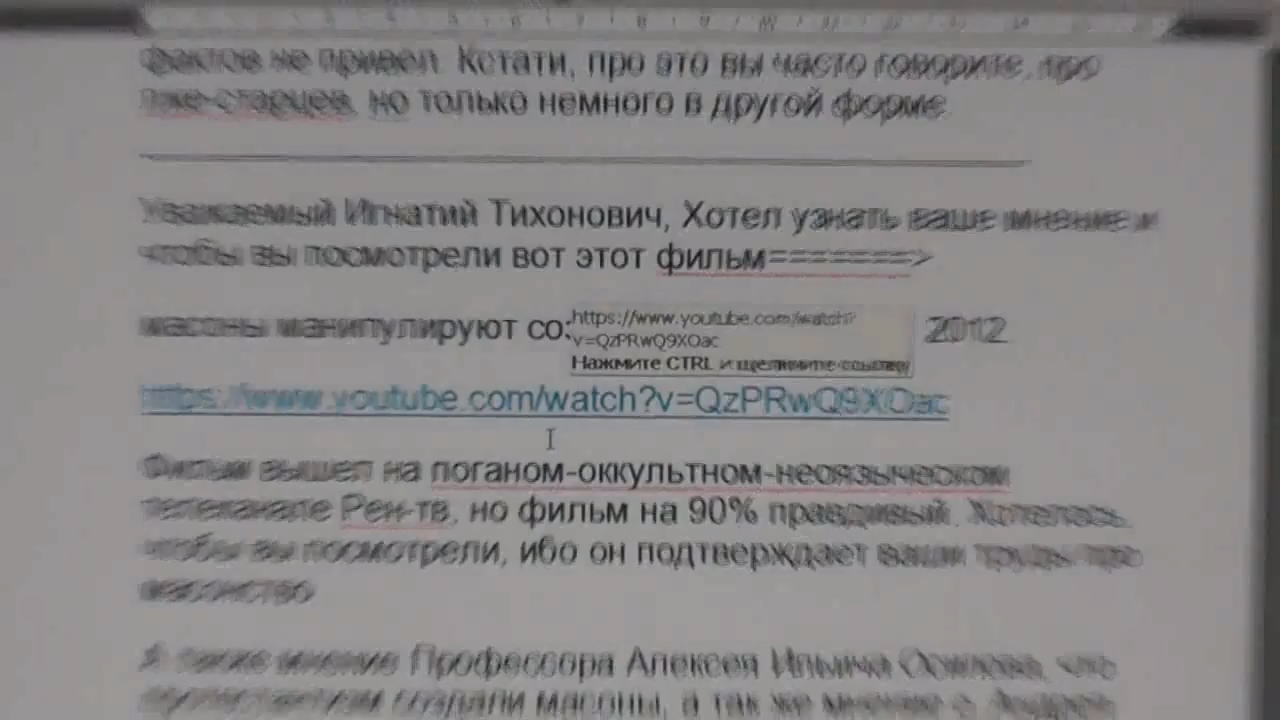 фактов не привел. Кстати, про это вы часто говорите, про
лже-старцев, но только немного в другой форме.
Уважаемый Игнатий Тихонович, Хотел узнать ваше мнение и
чтобы вы посмотрели вот этот фильм=======>
масоны манипулируют со 2012
https://www.youtube.com/watch?
v=QzPRwQ9XOac
Нажмите CTRL и щелкните ссылку
https://www.youtube.com/watch?v=QzPRwQ9XOac
Фильм вышел на поганом-оккультном-неоязыческом
телеканале Рен-тв, но фильм на 90% правдивый. Хотелось
чтобы вы посмотрели, ибо он подтверждает ваши труды про
масонство
А также мнение Профессора Алексея Ильича Осипова, что
создали масоны, а так же мнение о. Андрея